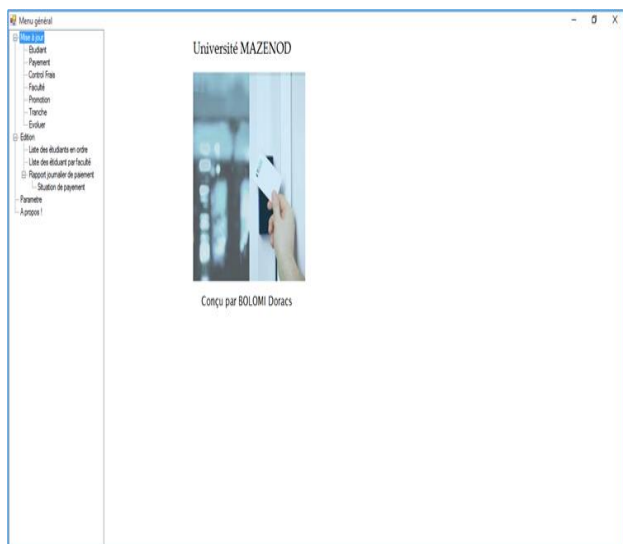 Menu général
Mise à jour
Etudiant
Payement
Control Frais
Faculté
Promotion
Tranche
Evoluer
Edition
Liste des étudiants en ordre
Liste des étiduant par faculté
Rapport journalier de paiement
Situation de payement
Parametre
A propos !
Université MAZENOD
Conçu par BOLOMI Doracs